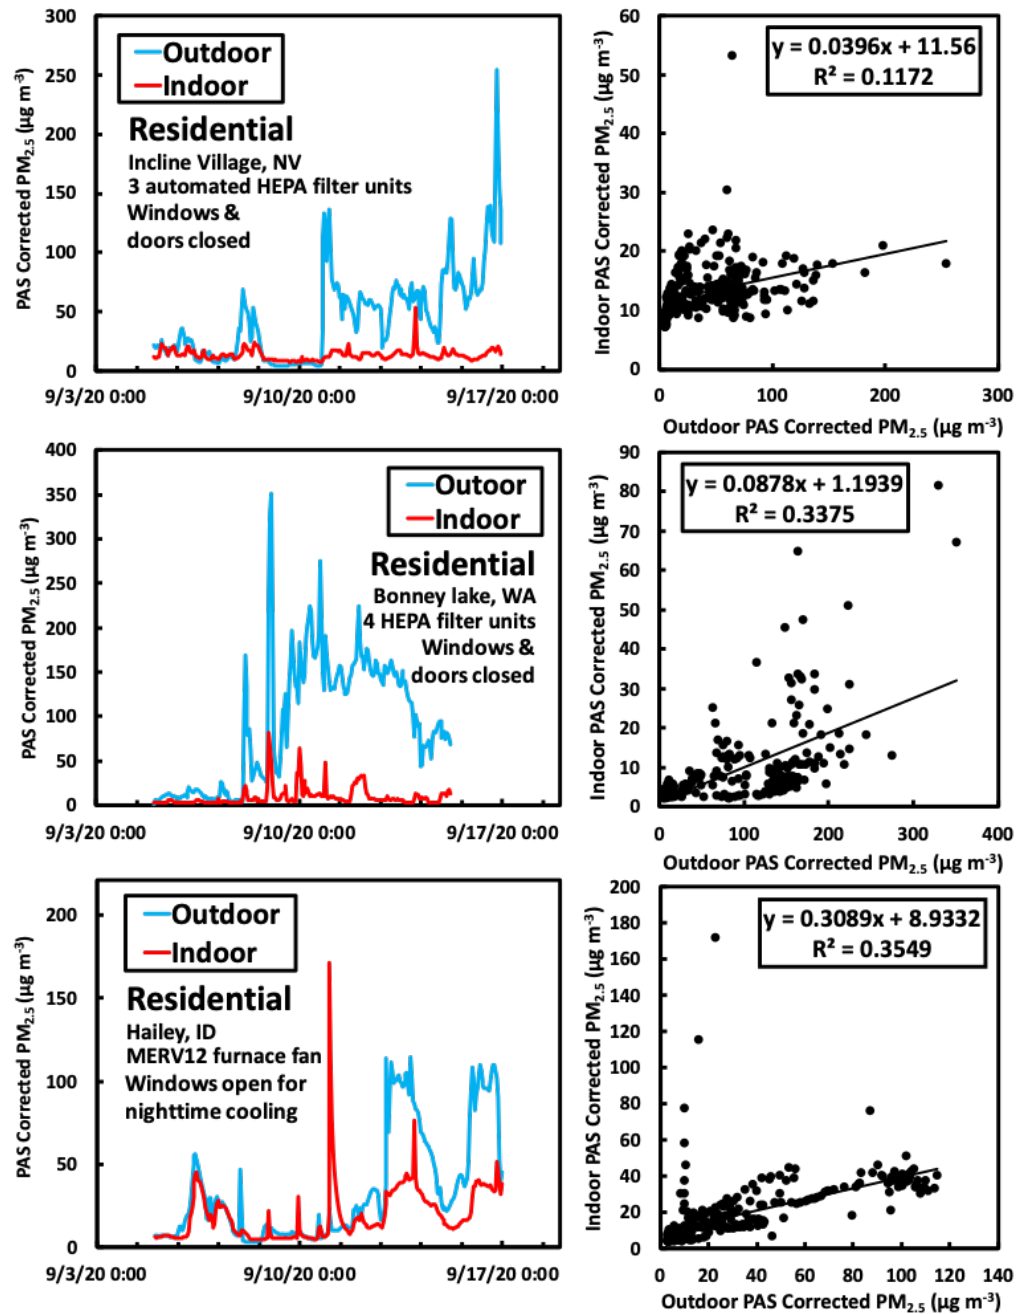 300
250
200
150
100
50
0
PAS Corrected PM2.5 (µg m-3)
Outdoor
Indoor
Residential
Incline Village, NV
3 automated HEPA filter units
Windows &
doors closed
9/3/20 0:00
9/10/20 0:00
9/17/20 0:00
60
50
40
30
20
10
0
Indoor PAS Corrected PM2.5 (µg m-3)
y = 0.0396x + 11.56
R² = 0.1172
0
100
200
300
Outdoor PAS Corrected PM2.5 (µg m-3)
400
350
300
250
200
150
100
50
0
PAS Corrected PM2.5 (µg m-3)
Outoor
Indoor
Residential
Bonney lake, WA
4 HEPA filter units
Windows &
doors closed
9/3/20 0:00
9/10/20 0:00
9/17/20 0:00
90
80
70
60
50
40
30
20
10
0
Indoor PAS Corrected PM2.5 (µg m-3)
y = 0.0878x + 1.1939
R² = 0.3375
0
100
200
300
400
Outdoor PAS Corrected PM2.5 (µg m-3)
200
150
100
50
0
PAS Corrected PM2.5 (µg m-3)
Outdoor
Indoor
Residential
Hailey, ID
MERV12 furnace fan
Windows open for
nighttime cooling
9/3/20 0:00
9/10/20 0:00
9/17/20 0:00
200
180
160
140
120
100
80
60
40
20
0
Indoor PAS Corrected PM2.5 (µg m-3)
y = 0.3089x + 8.9332
R² = 0.3549
0
20
40
60
80
100
120
140
Outdoor PAS Corrected PM2.5 (µg m-3)